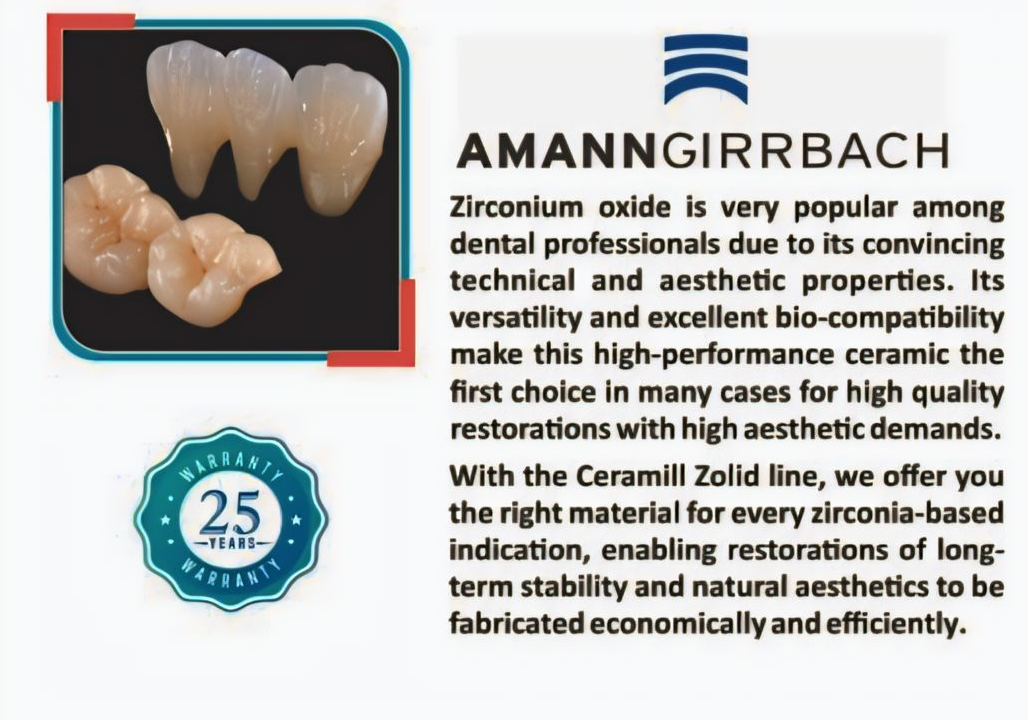 AMANNGIRRBACH
Zirconium oxide is very popular among
dental professionals due to its convincing
technical and aesthetic properties. Its
versatility and excellent bio-compatibility
make this high-performance ceramic the
first choice in many cases for high quality
restorations with high aesthetic demands.
With the Ceramill Zolid line, we offer you
the right material for every zirconia-based
indication, enabling restorations of long-
term stability and natural aesthetics to be
fabricated economically and efficiently.
WARRANTY
25
YEARS
WARRANTY